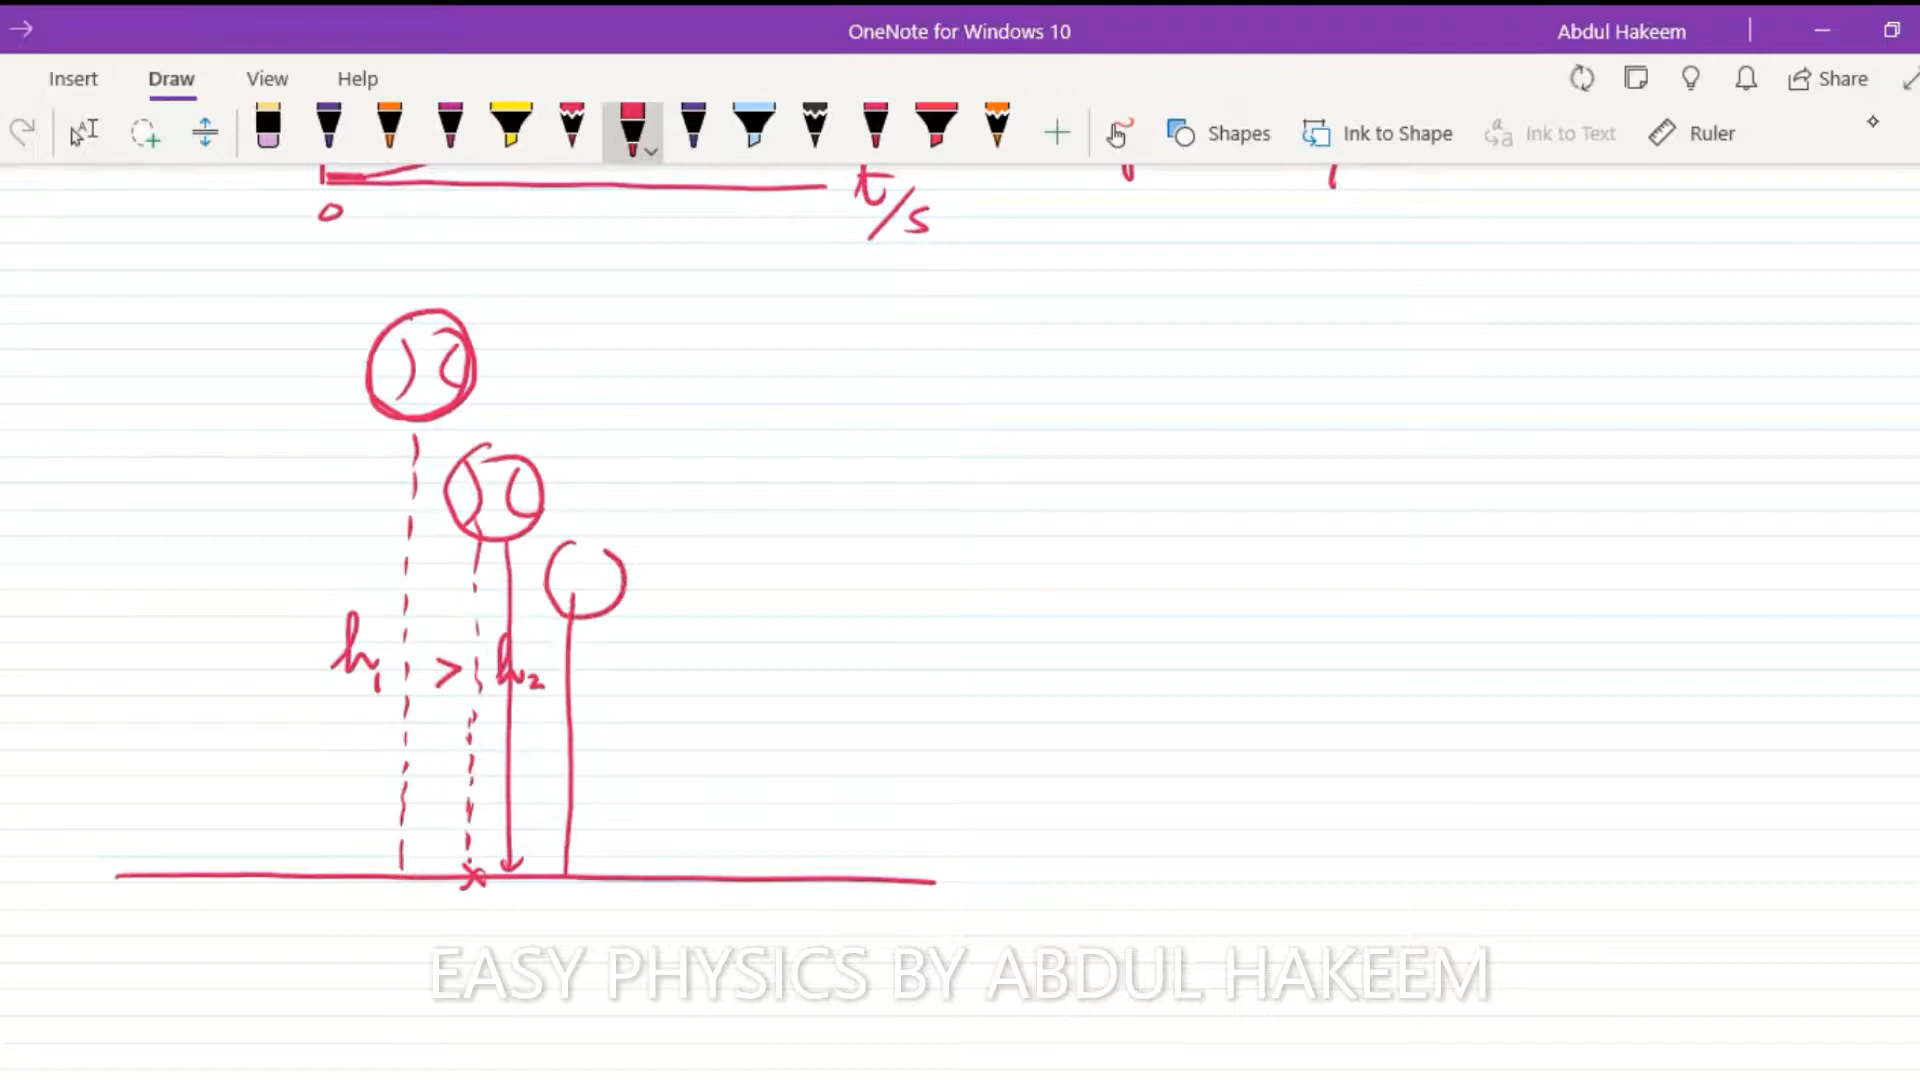 OneNote for Windows 10
Abdul Hakeem
Insert Draw View Help
Share
Shapes
Ink to Shape
Ink to Text
Ruler
t/s
0
h₁ > h₂
EASY PHYSICS BY ABDUL HAKEEM